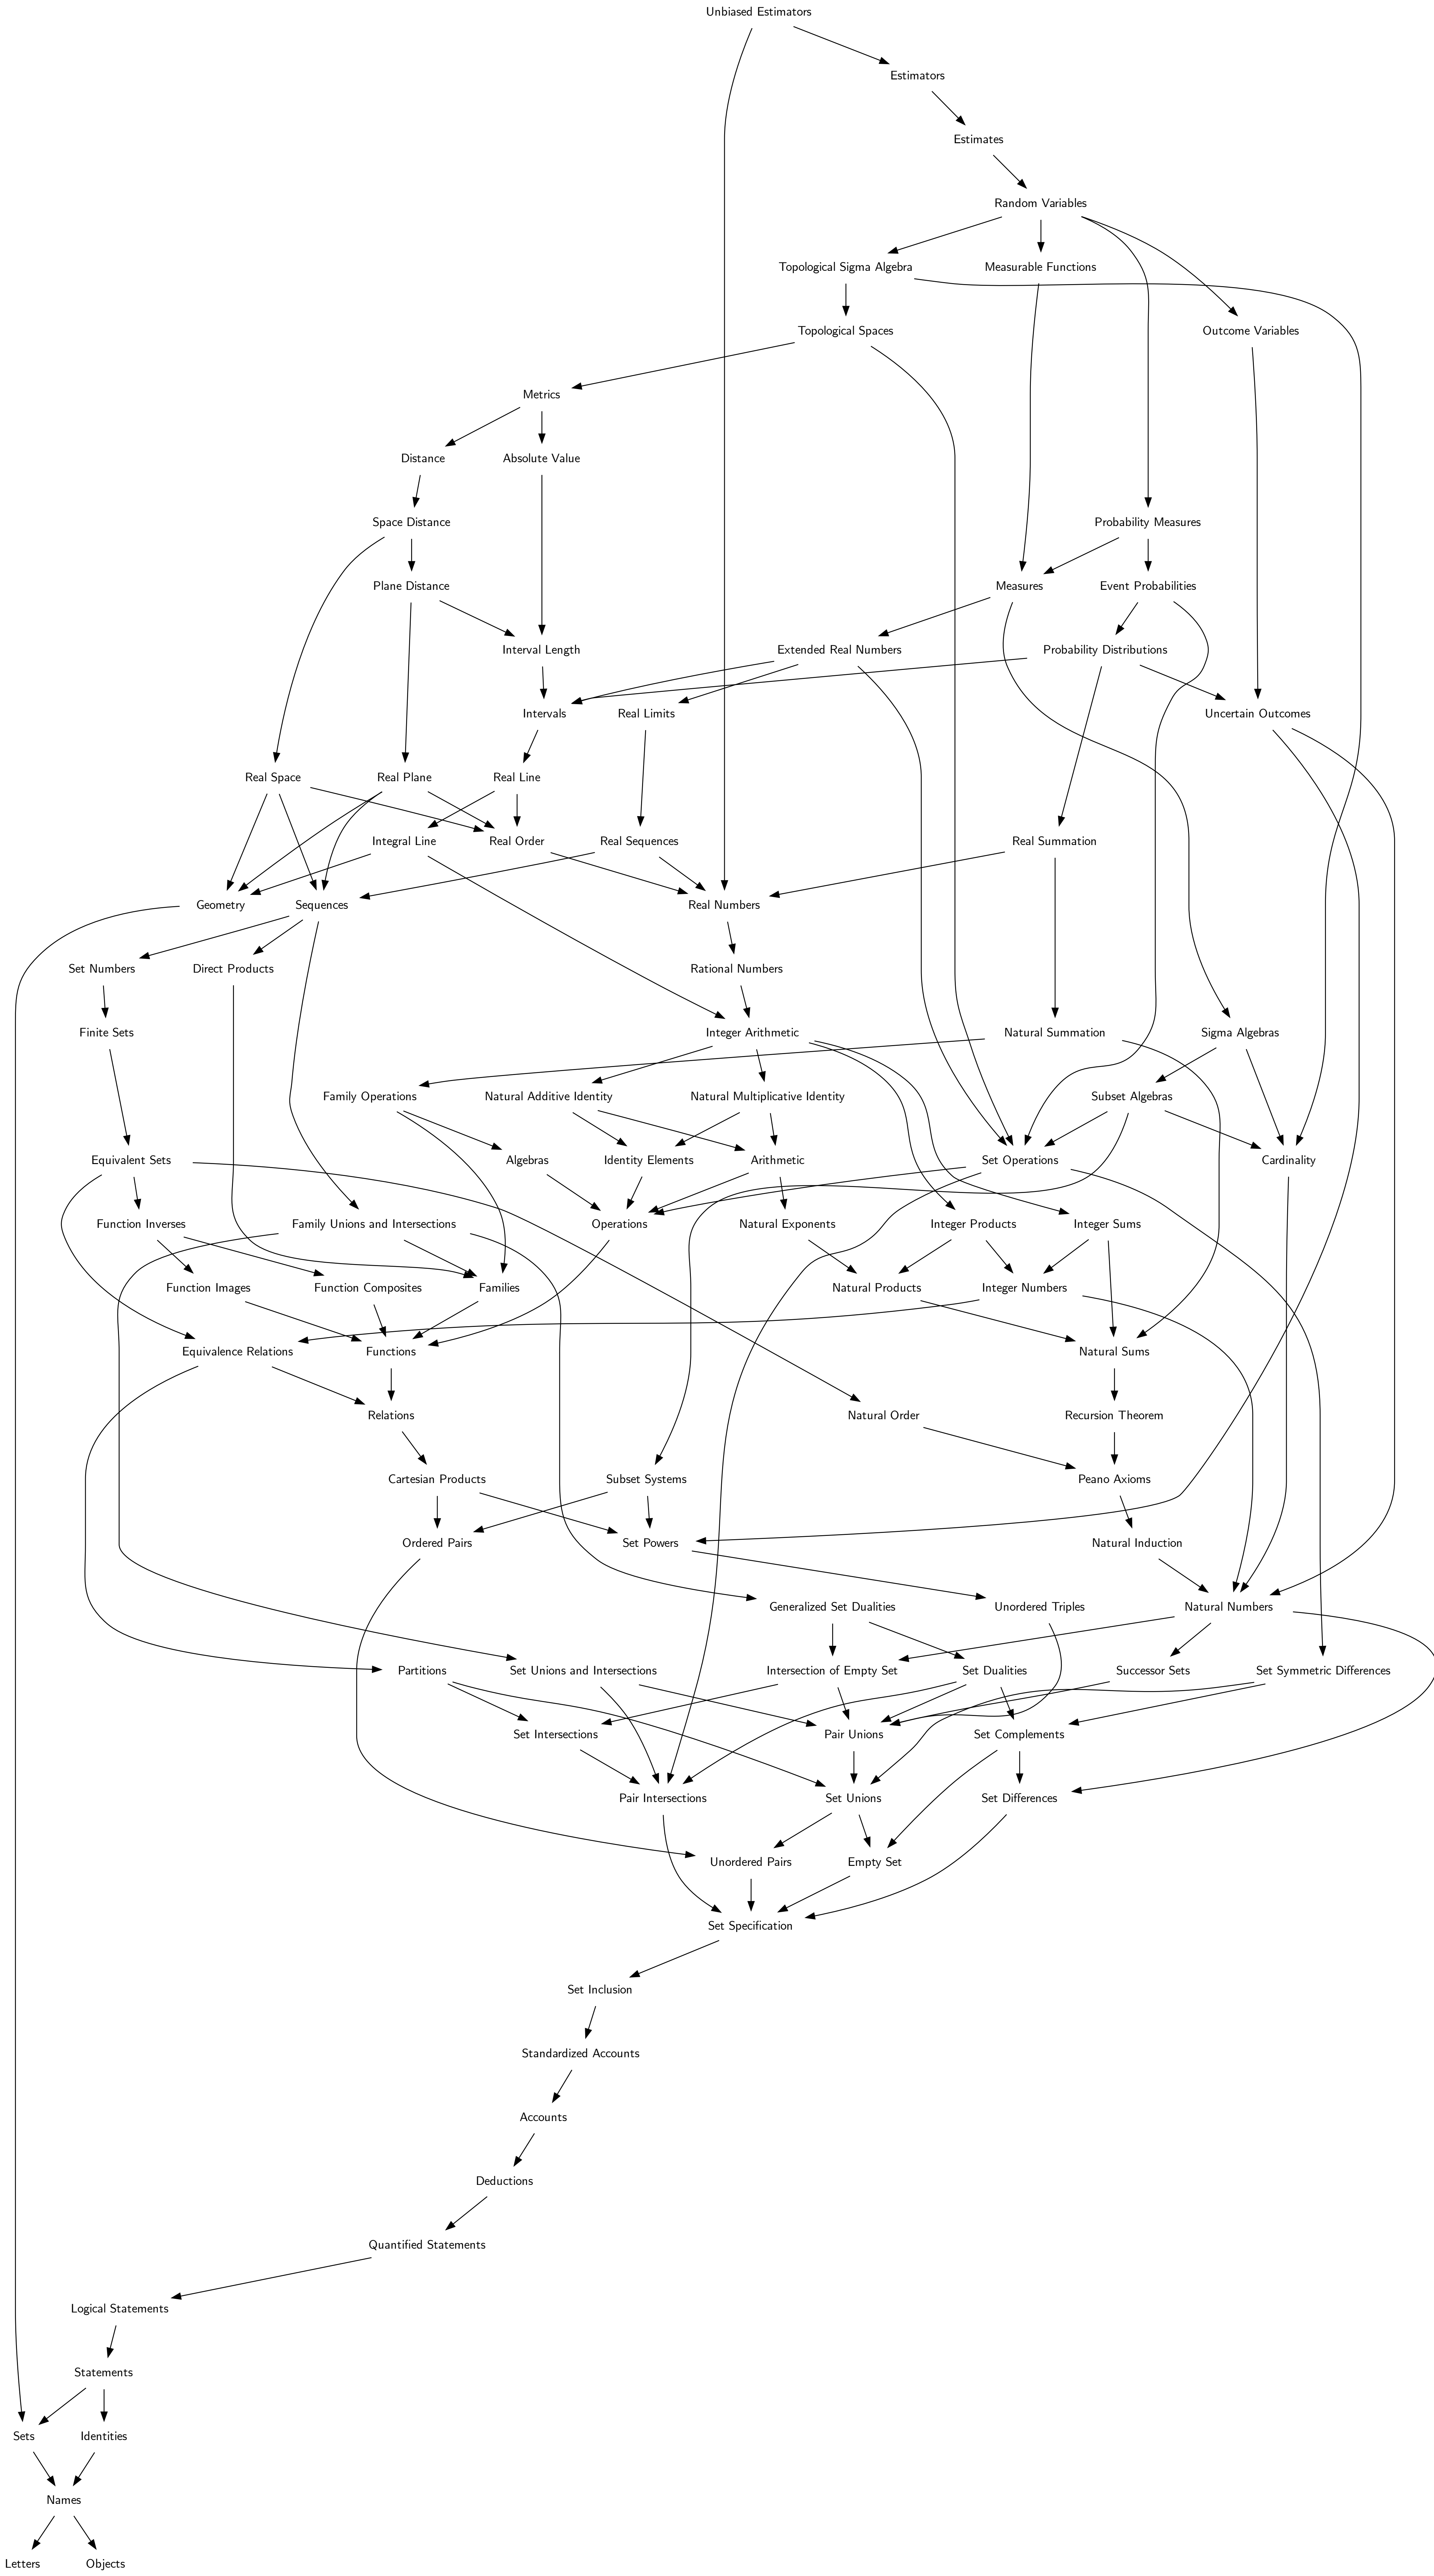 Unbiased Estimators
Estimators
Estimates
Random Variables
Topological Sigma Algebra
Measurable Functions
Topological Spaces
Outcome Variables
Metrics
Distance
Absolute Value
Space Distance
Probability Measures
Plane Distance
Measures
Event Probabilities
Interval Length
Extended Real Numbers
Probability Distributions
Intervals
Real Limits
Uncertain Outcomes
Real Space
Real Plane
Real Line
Integral Line
Real Order
Real Sequences
Real Summation
Geometry
Sequences
Real Numbers
Set Numbers
Direct Products
Rational Numbers
Finite Sets
Integer Arithmetic
Natural Summation
Sigma Algebras
Family Operations
Natural Additive Identity
Natural Multiplicative Identity
Subset Algebras
Equivalent Sets
Algebras
Identity Elements
Arithmetic
Set Operations
Cardinality
Function Inverses
Family Unions and Intersections
Operations
Natural Exponents
Integer Products
Integer Sums
Function Images
Function Composites
Families
Natural Products
Integer Numbers
Equivalence Relations
Functions
Natural Sums
Relations
Natural Order
Recursion Theorem
Cartesian Products
Subset Systems
Peano Axioms
Ordered Pairs
Set Powers
Natural Induction
Generalized Set Dualities
Unordered Triples
Natural Numbers
Partitions
Set Unions and Intersections
Intersection of Empty Set
Set Dualities
Successor Sets
Set Symmetric Differences
Set Intersections
Pair Unions
Set Complements
Pair Intersections
Set Unions
Set Differences
Unordered Pairs
Empty Set
Set Specification
Set Inclusion
Standardized Accounts
Accounts
Deductions
Quantified Statements
Logical Statements
Statements
Sets
Identities
Names
Letters
Objects